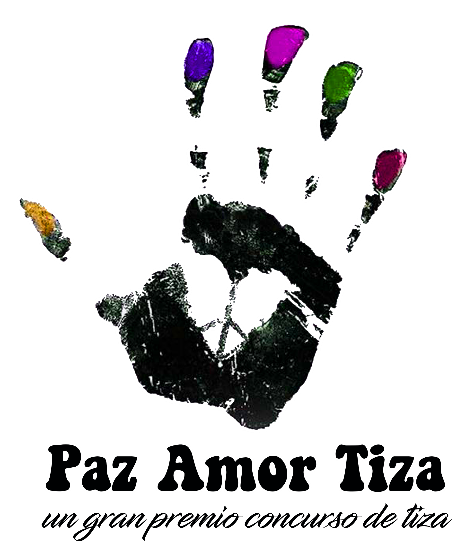 Paz Amor Tiza
un gran premio concurso de tiza